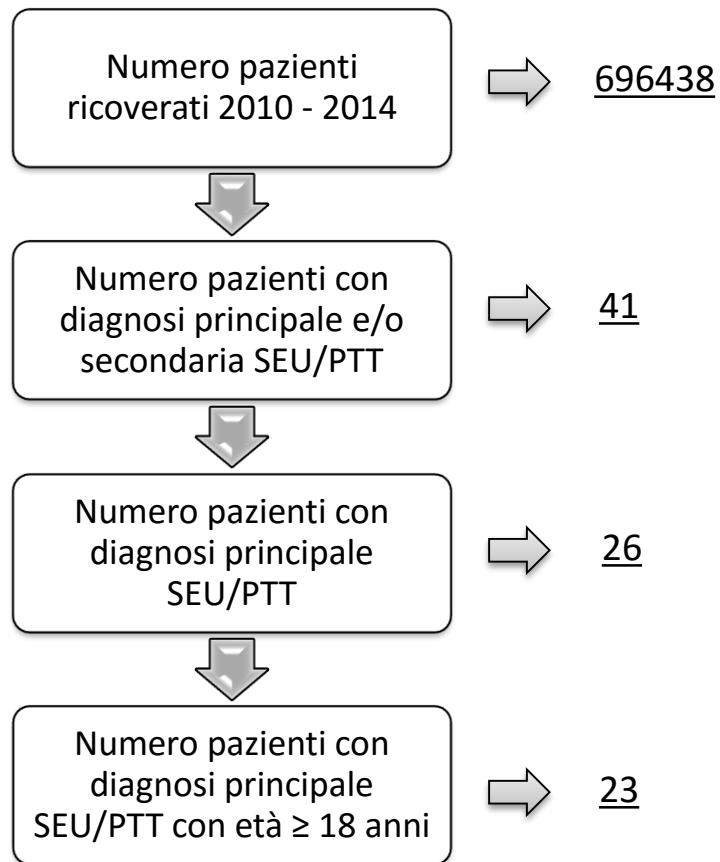 Numero pazienti
ricoverati 2010 - 2014
696438
Numero pazienti con
diagnosi principale e/o
secondaria SEU/PTT
41
Numero pazienti con
diagnosi principale
SEU/PTT
26
Numero pazienti con
diagnosi principale
SEU/PTT con età ≥ 18 anni
23